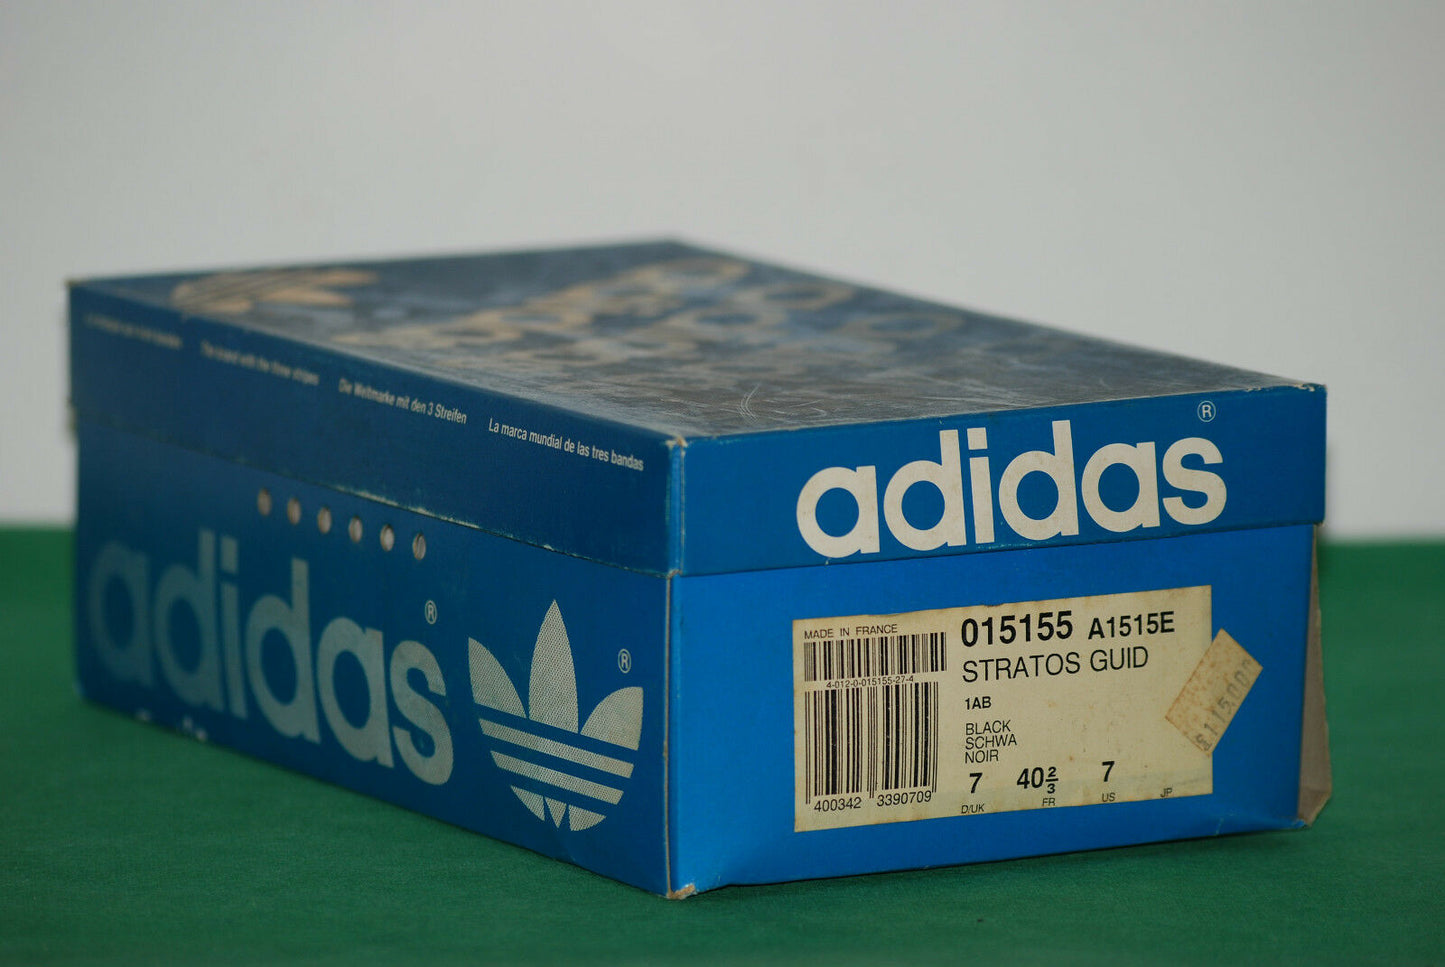 The brand with the three stripes
Die Weltmarke mit den 3 Streifen
La marca mundial de las tres bandas
adidas®
adidas®
MADE IN FRANCE
4-012-0-015155-27-4
400342 3390709
015155 A1515E
STRATOS GUID
1AB
BLACK
SCHWA
NOIR
7 40⅔ 7
D/UK FR US JP